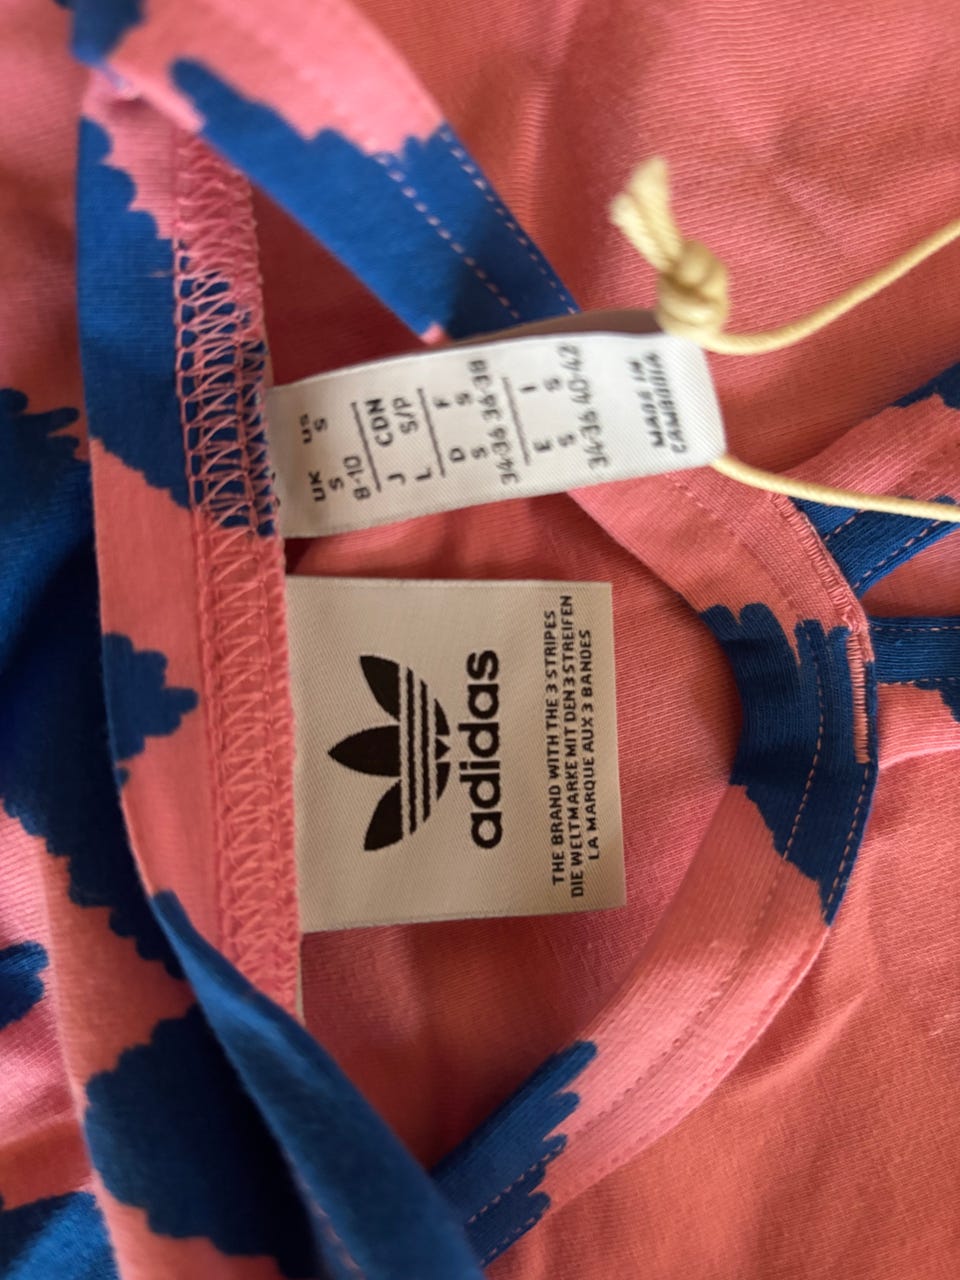 UK US
S S
8-10
J CDN
L S/P
D F
S S
34-36 36-38
E I
S S
34-36 40-42
MADE IN
CAMBODIA
adidas
THE BRAND WITH THE 3 STRIPES
DIE WELTMARKE MIT DEN 3 STREIFEN
LA MARQUE AUX 3 BANDES